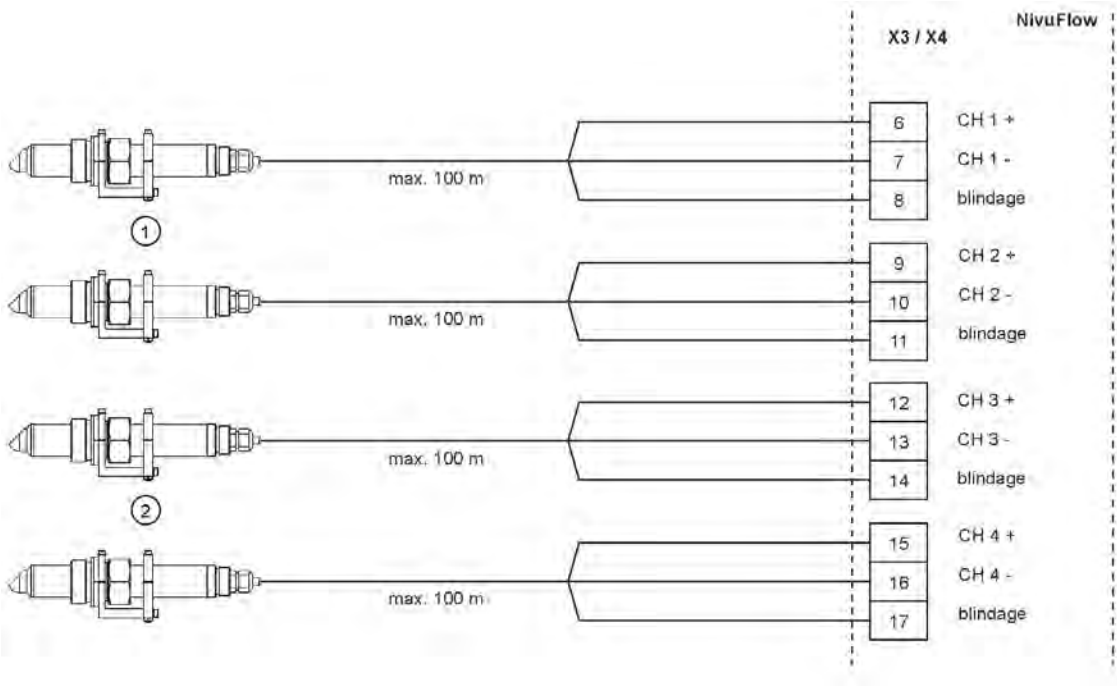 NivuFlow
X3 / X4
6 CH 1 +
7 CH 1 -
max. 100 m
8 blindage
1
9 CH 2 +
10 CH 2 -
max. 100 m
11 blindage
12 CH 3 +
13 CH 3 -
max. 100 m
14 blindage
2
15 CH 4 +
16 CH 4 -
max. 100 m
17 blindage